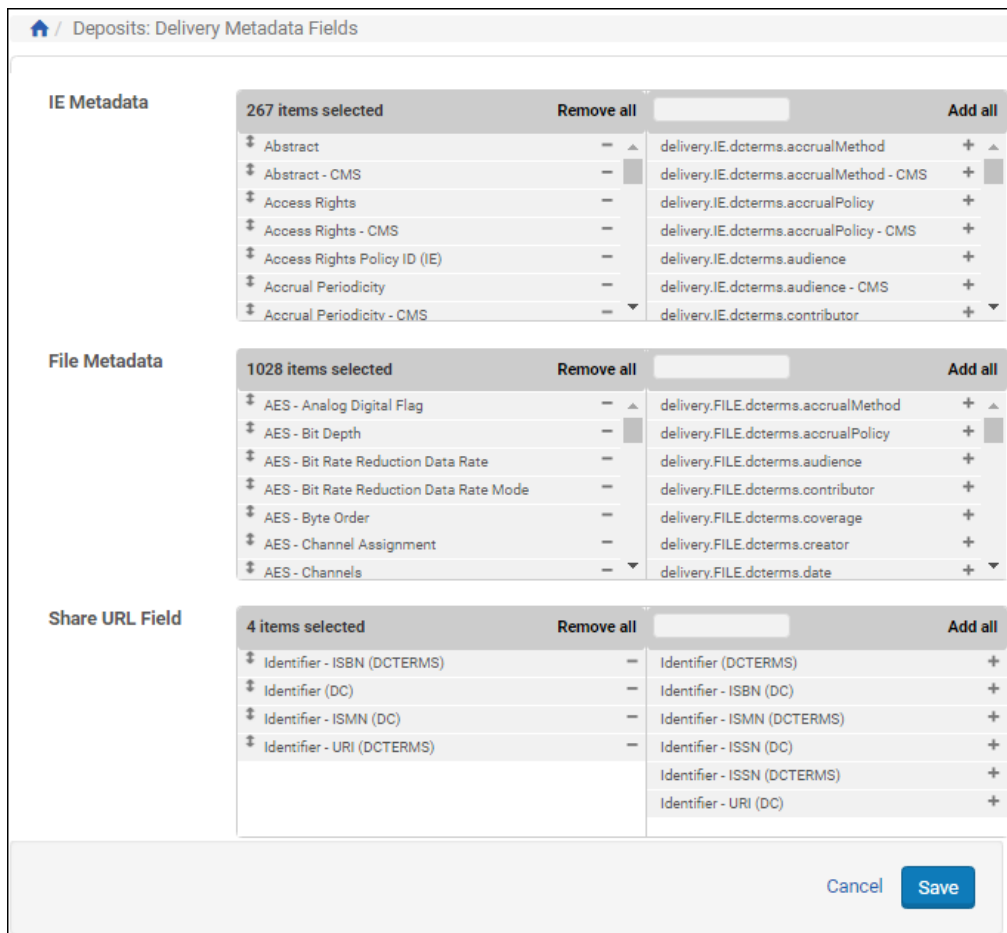 / Deposits: Delivery Metadata Fields
IE Metadata
267 items selected Remove all Add all
Abstract delivery.IE.dcterms.accrualMethod
Abstract - CMS delivery.IE.dcterms.accrualMethod - CMS
Access Rights delivery.IE.dcterms.accrualPolicy
Access Rights - CMS delivery.IE.dcterms.accrualPolicy - CMS
Access Rights Policy ID (IE) delivery.IE.dcterms.audience
Accrual Periodicity delivery.IE.dcterms.audience - CMS
Accrual Periodicity - CMS delivery.IE.dcterms.contributor
File Metadata
1028 items selected Remove all Add all
AES - Analog Digital Flag delivery.FILE.dcterms.accrualMethod
AES - Bit Depth delivery.FILE.dcterms.accrualPolicy
AES - Bit Rate Reduction Data Rate delivery.FILE.dcterms.audience
AES - Bit Rate Reduction Data Rate Mode delivery.FILE.dcterms.contributor
AES - Byte Order delivery.FILE.dcterms.coverage
AES - Channel Assignment delivery.FILE.dcterms.creator
AES - Channels delivery.FILE.dcterms.date
Share URL Field
4 items selected Remove all Add all
Identifier - ISBN (DCTERMS) Identifier (DCTERMS)
Identifier (DC) Identifier - ISBN (DC)
Identifier - ISMN (DC) Identifier - ISMN (DCTERMS)
Identifier - URI (DCTERMS) Identifier - ISSN (DC)
Identifier - ISSN (DCTERMS)
Identifier - URI (DC)
Cancel Save